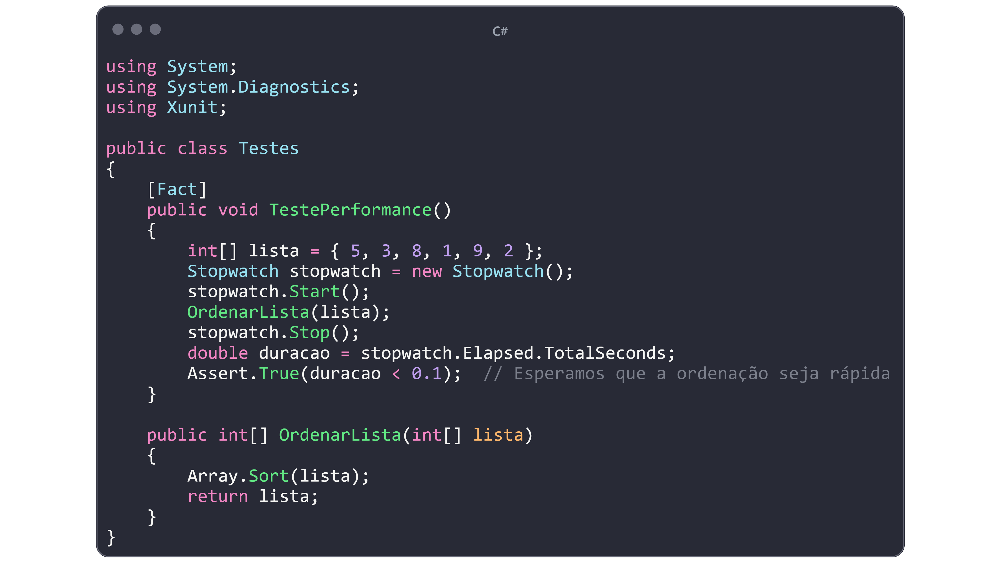 C#
using System;
using System.Diagnostics;
using Xunit;

public class Testes
{
    [Fact]
    public void TestePerformance()
    {
        int[] lista = { 5, 3, 8, 1, 9, 2 };
        Stopwatch stopwatch = new Stopwatch();
        stopwatch.Start();
        OrdenarLista(lista);
        stopwatch.Stop();
        double duracao = stopwatch.Elapsed.TotalSeconds;
        Assert.True(duracao < 0.1);  // Esperamos que a ordenação seja rápida
    }

    public int[] OrdenarLista(int[] lista)
    {
        Array.Sort(lista);
        return lista;
    }
}